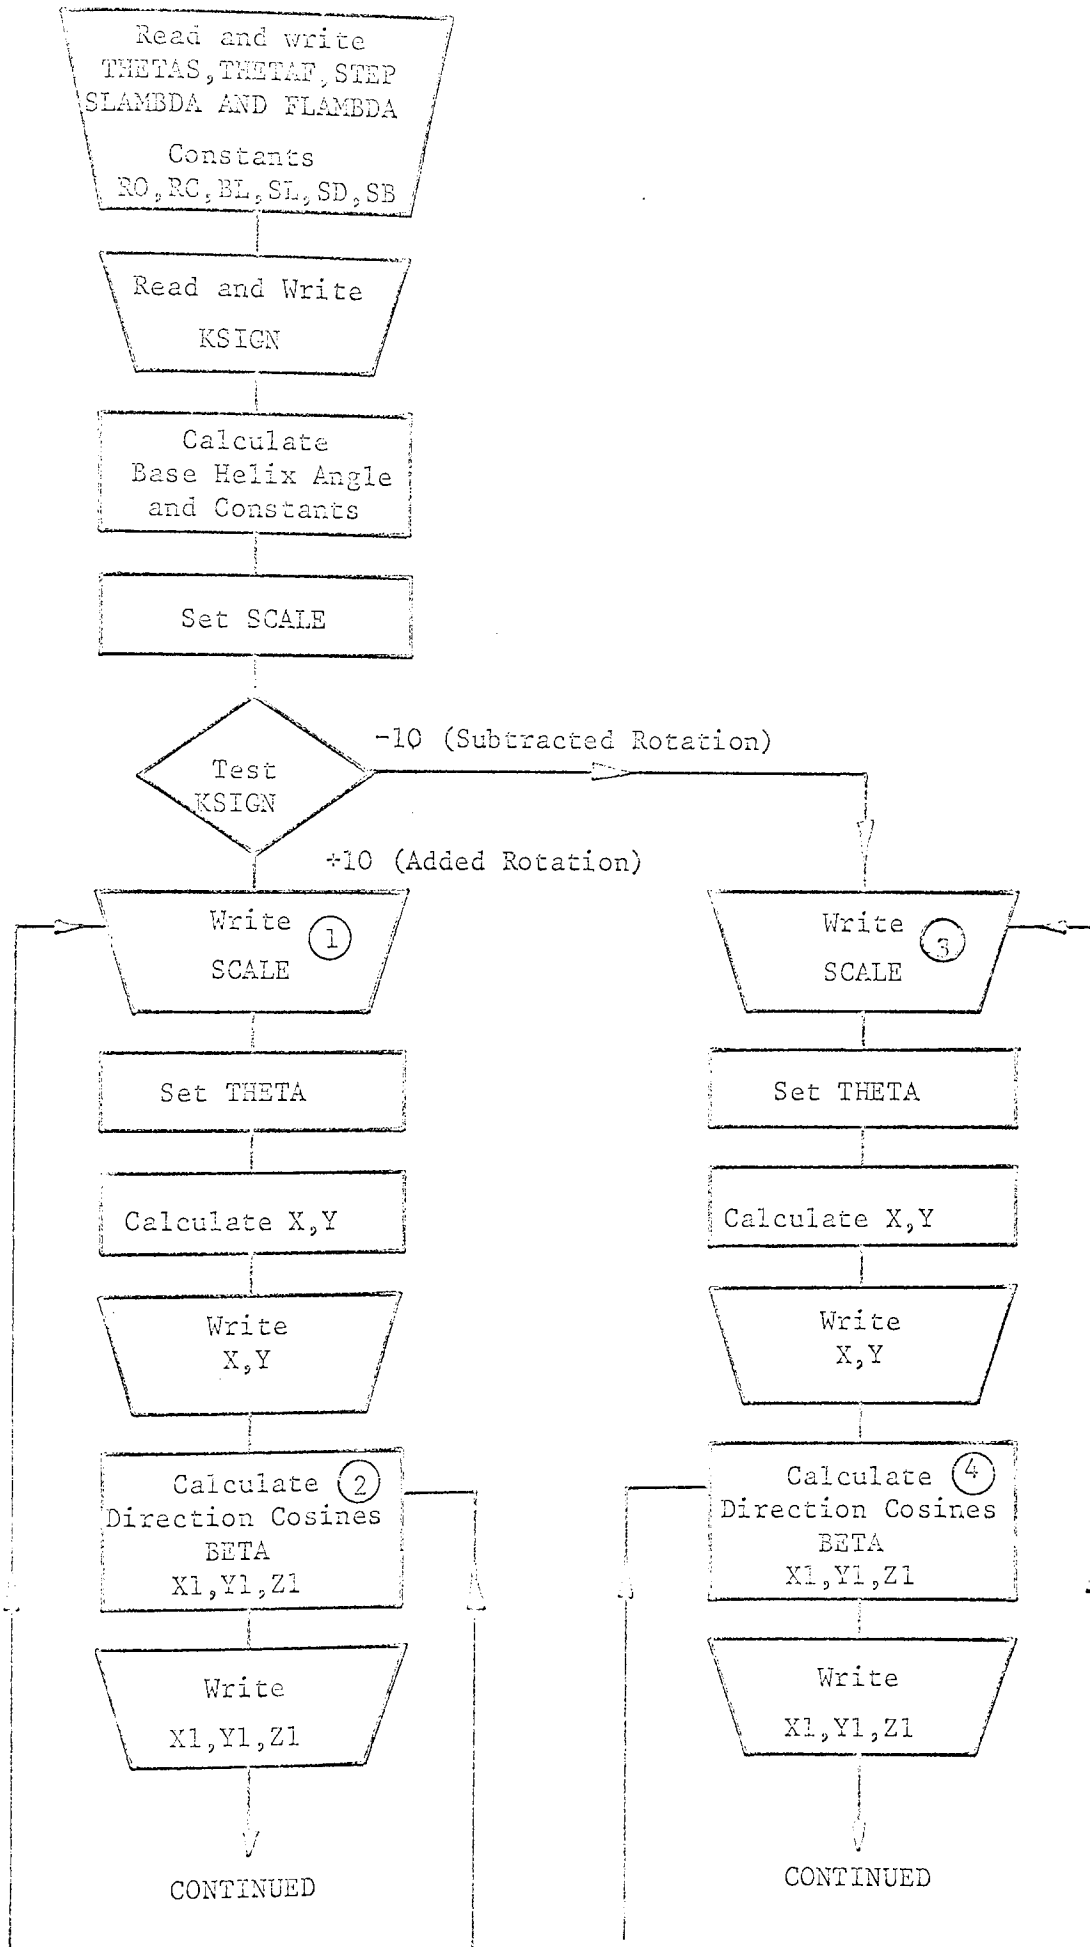 Read and write
THETAS,THETAF,STEP
SLAMBDA AND FLAMBDA
Constants
RO,RC,BL,SL,SD,SB
Read and Write
KSIGN
Calculate
Base Helix Angle
and Constants
Set SCALE
Test
KSIGN
-10 (Subtracted Rotation)
+10 (Added Rotation)
Write
1
SCALE
Set THETA
Calculate X,Y
Write
X,Y
Calculate
2
Direction Cosines
BETA
X1,Y1,Z1
Write
X1,Y1,Z1
CONTINUED
Write
3
SCALE
Set THETA
Calculate X,Y
Write
X,Y
Calculate
4
Direction Cosines
BETA
X1,Y1,Z1
Write
X1,Y1,Z1
CONTINUED